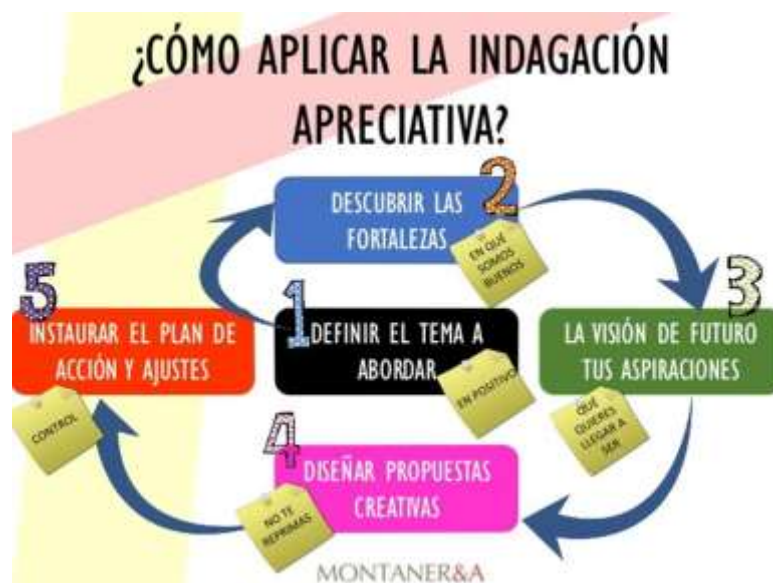 ¿CÓMO APLICAR LA INDAGACIÓN
APRECIATIVA?
1
DEFINIR EL TEMA A
ABORDAR
EN POSITIVO
2
DESCUBRIR LAS
FORTALEZAS
EN QUÉ
SOMOS
BUENOS
3
LA VISIÓN DE FUTURO
TUS ASPIRACIONES
QUÉ
QUIERES
LLEGAR A
SER
4
DISEÑAR PROPUESTAS
CREATIVAS
NO TE
REPRIMAS
5
INSTAURAR EL PLAN DE
ACCIÓN Y AJUSTES
CONTROL
MONTANER&A